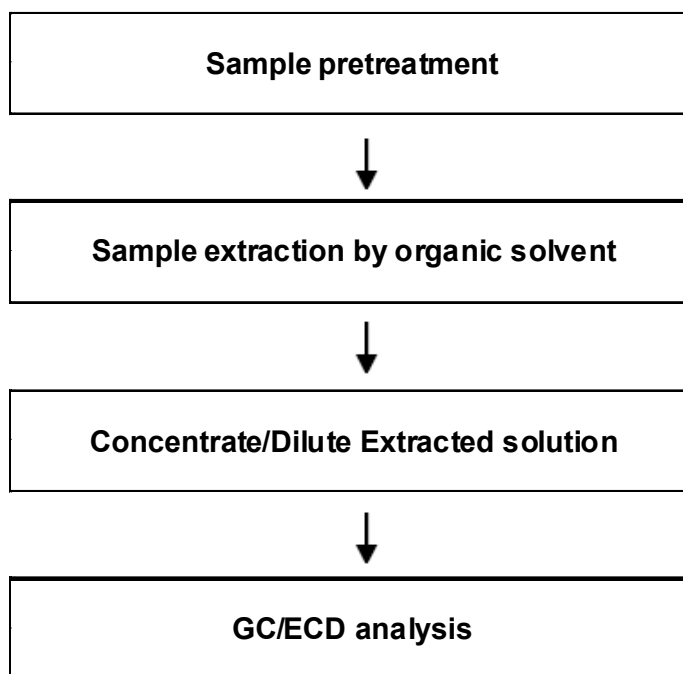 Sample pretreatment
Sample extraction by organic solvent
Concentrate/Dilute Extracted solution
GC/ECD analysis